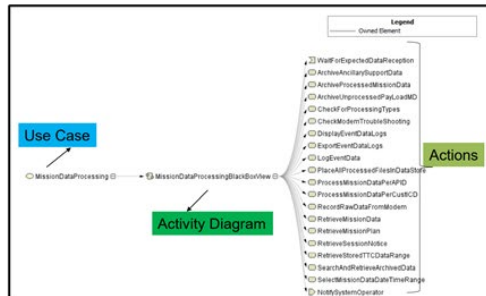 Legend
Owned Element
WaitForExpectedDataReception
ArchiveAncillarySupportData
ArchiveProcessedMissionData
ArchiveUnprocessedPayLoadMD
CheckForProcessingTypes
CheckModemTroubleShooting
DisplayEventDataLogs
ExportEventDataLogs
LogEventData
PlaceAllProcessedFilesInDataStore
ProcessMissionDataPerAPID
ProcessMissionDataPerCustICD
RecordRawDataFromModem
RetrieveMissionData
RetrieveMissionPlan
RetrieveSessionNotice
RetrieveStoredTTCDataRange
SearchAndRetrieveArchivedData
SelectMissionDataDateTimeRange
NotifySystemOperator
Use Case
Actions
MissionDataProcessing
MissionDataProcessingBlackBoxView
Activity Diagram